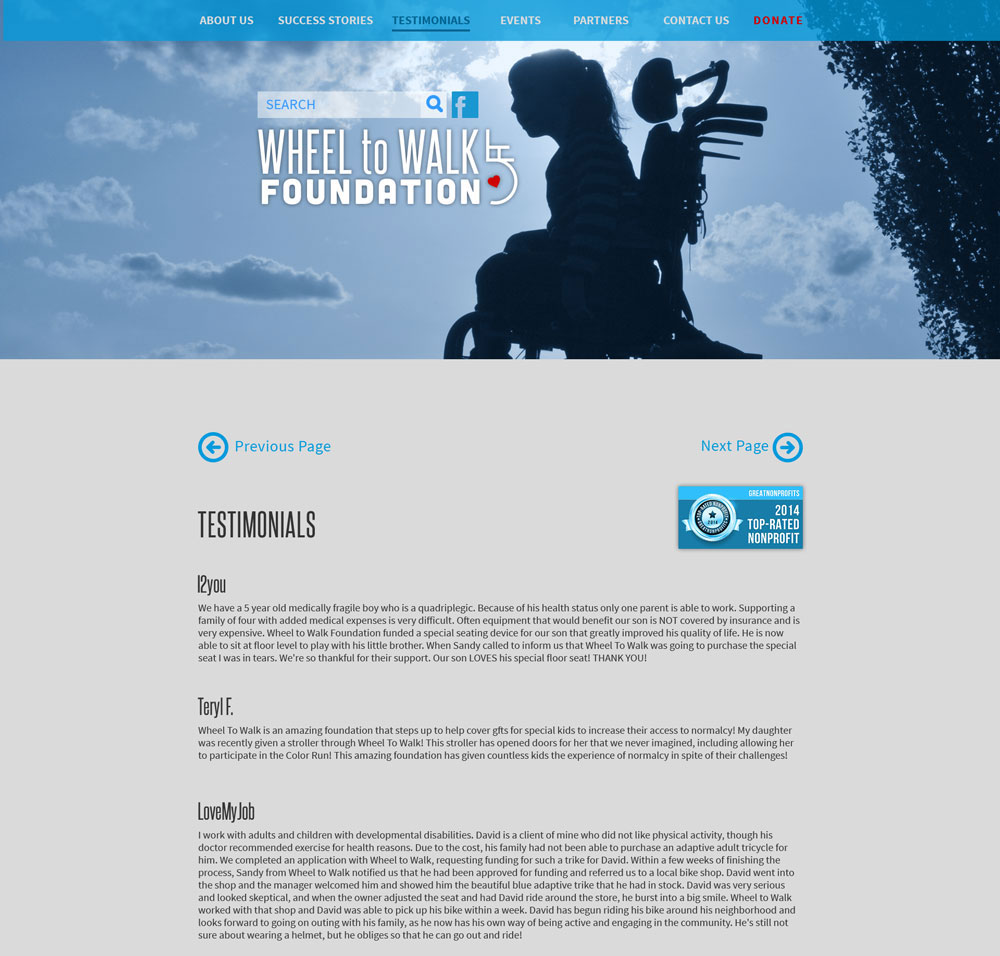 ABOUT US SUCCESS STORIES TESTIMONIALS EVENTS PARTNERS CONTACT US DONATE
SEARCH f
WHEEL to WALK
FOUNDATION
Previous Page Next Page
GREATNONPROFITS
2014
TOP-RATED
NONPROFIT
2014
TESTIMONIALS
I2you
We have a 5 year old medically fragile boy who is a quadriplegic. Because of his health status only one parent is able to work. Supporting a
family of four with added medical expenses is very difficult. Often equipment that would benefit our son is NOT covered by insurance and is
very expensive. Wheel to Walk Foundation funded a special seating device for our son that greatly improved his quality of life. He is now
able to sit at floor level to play with his little brother. When Sandy called to inform us that Wheel To Walk was going to purchase the special
seat I was in tears. We're so thankful for their support. Our son LOVES his special floor seat! THANK YOU!
Teryl F.
Wheel To Walk is an amazing foundation that steps up to help cover gfts for special kids to increase their access to normalcy! My daughter
was recently given a stroller through Wheel To Walk! This stroller has opened doors for her that we never imagined, including allowing her
to participate in the Color Run! This amazing foundation has given countless kids the experience of normalcy in spite of their challenges!
LoveMyJob
I work with adults and children with developmental disabilities. David is a client of mine who did not like physical activity, though his
doctor recommended exercise for health reasons. Due to the cost, his family had not been able to purchase an adaptive adult tricycle for
him. We completed an application with Wheel to Walk, requesting funding for such a trike for David. Within a few weeks of finishing the
process, Sandy from Wheel to Walk notified us that he had been approved for funding and referred us to a local bike shop. David went into
the shop and the manager welcomed him and showed him the beautiful blue adaptive trike that he had in stock. David was very serious
and looked skeptical, and when the owner adjusted the seat and had David ride around the store, he burst into a big smile. Wheel to Walk
worked with that shop and David was able to pick up his bike within a week. David has begun riding his bike around his neighborhood and
looks forward to going on outing with his family, as he now has his own way of being active and engaging in the community. He's still not
sure about wearing a helmet, but he obliges so that he can go out and ride!